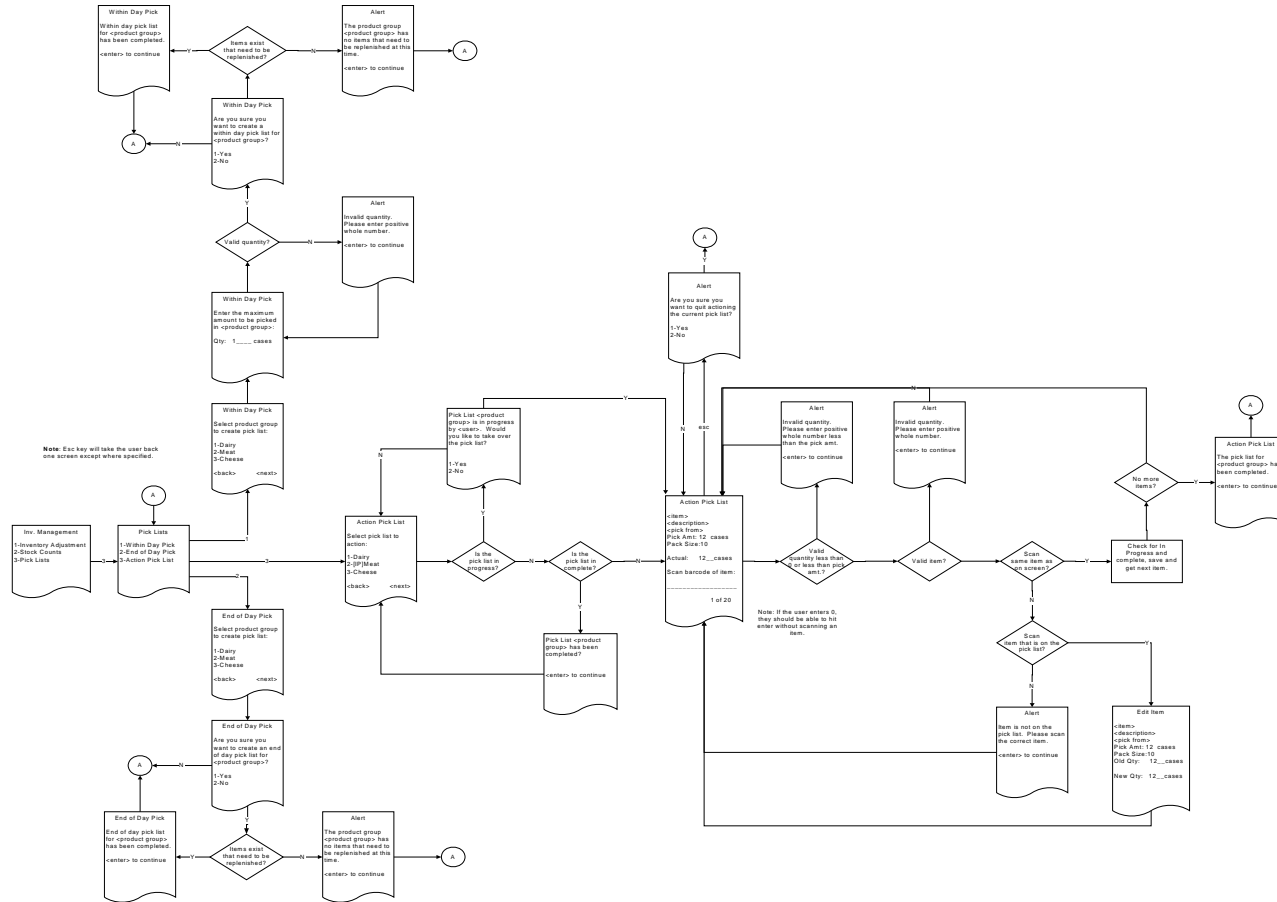 Within Day Pick
Within day pick list
for <product group>
has been completed.
<enter> to continue
Y
Items exist
that need to be
replenished?
N
Alert
The product group
<product group> has
no items that need to
be replenished at this
time.
<enter> to continue
A
A
N
Within Day Pick
Are you sure you
want to create a
within day pick list for
<product group>?
1-Yes
2-No
Y
Valid quantity?
N
Alert
Invalid quantity.
Please enter positive
whole number.
<enter> to continue
Within Day Pick
Enter the maximum
amount to be picked
in <product group>:
Qty: 1____ cases
Within Day Pick
Select product group
to create pick list:
1-Dairy
2-Meat
3-Cheese
<back> <next>
Note: Esc key will take the user back
one screen except where specified.
A
Inv. Management
1-Inventory Adjustment
2-Stock Counts
3-Pick Lists
3
Pick Lists
1-Within Day Pick
2-End of Day Pick
3-Action Pick List
1
3
2
End of Day Pick
Select product group
to create pick list:
1-Dairy
2-Meat
3-Cheese
<back> <next>
End of Day Pick
Are you sure you
want to create an end
of day pick list for
<product group>?
1-Yes
2-No
N
A
Y
End of Day Pick
End of day pick list
for <product group>
has been completed.
<enter> to continue
Y
Items exist
that need to be
replenished?
N
Alert
The product group
<product group> has
no items that need to
be replenished at this
time.
<enter> to continue
A
Pick List <product
group> is in progress
by <user>. Would
you like to take over
the pick list?
1-Yes
2-No
Y
N
Action Pick List
Select pick list to
action:
1-Dairy
2-[IP]Meat
3-Cheese
<back> <next>
Y
Is the
pick list in
progress?
N
Is the
pick list in
complete?
N
Y
Pick List <product
group> has been
completed?
<enter> to continue
A
Y
Alert
Are you sure you
want to quit actioning
the current pick list?
1-Yes
2-No
N
esc
Action Pick List
<item>
<description>
<pick from>
Pick Amt: 12 cases
Pack Size:10
Actual: 12__cases
Scan barcode of item:
____________________
1 of 20
Alert
Invalid quantity.
Please enter positive
whole number less
than the pick amt.
<enter> to continue
Valid
quantity less than
0 or less than pick
amt.?
Note: If the user enters 0,
they should be able to hit
enter without scanning an
item.
N
Alert
Invalid quantity.
Please enter positive
whole number.
<enter> to continue
Valid item?
Scan
same item as
on screen?
Y
Check for In
Progress end
complete, save and
get next item.
No more
items?
Y
A
Action Pick List
The pick list for
<product group> ha
been completed.
<enter> to continue
N
Scan
item that is on the
pick list?
Y
N
Alert
Item is not on the
pick list. Please scan
the correct item.
<enter> to continue
Edit Item
<item>
<description>
<pick from>
Pick Amt: 12 cases
Pack Size:10
Old Qty: 12__cases
New Qty: 12__cases